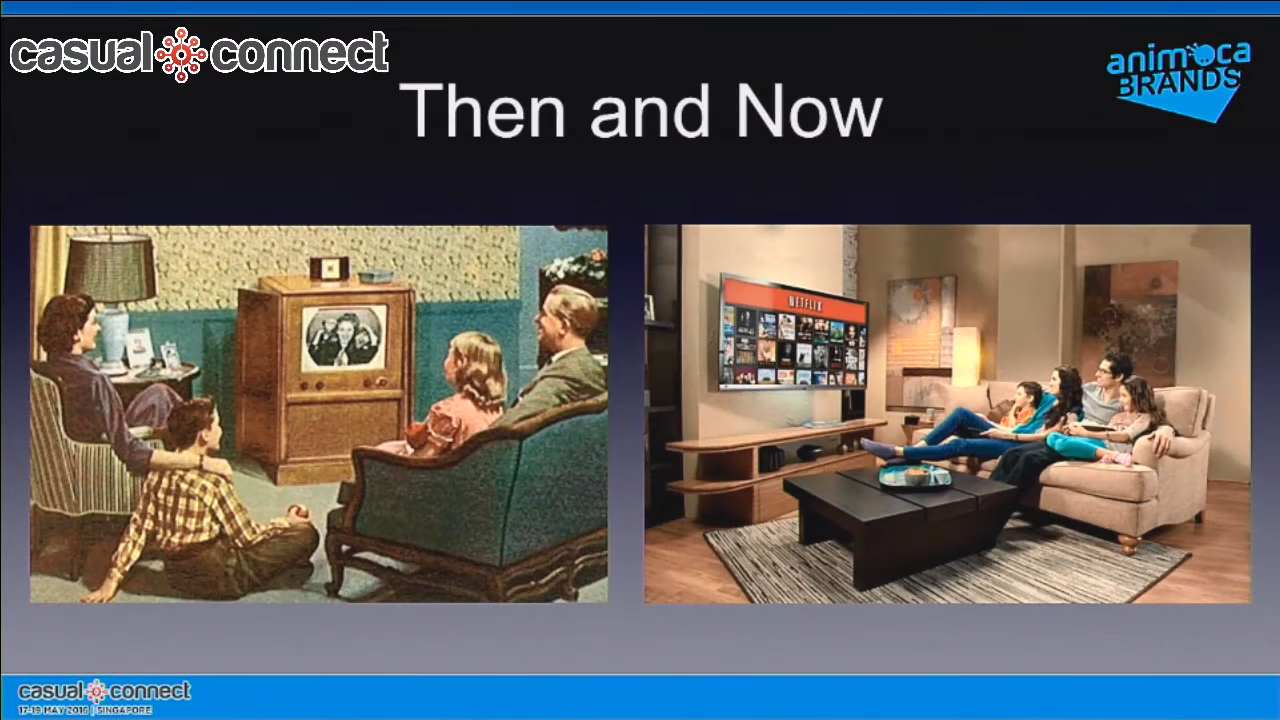 casual connect
animoca
BRANDS
Then and Now
NETFLIX
casual connect
17-19 MAY 2016 | SINGAPORE